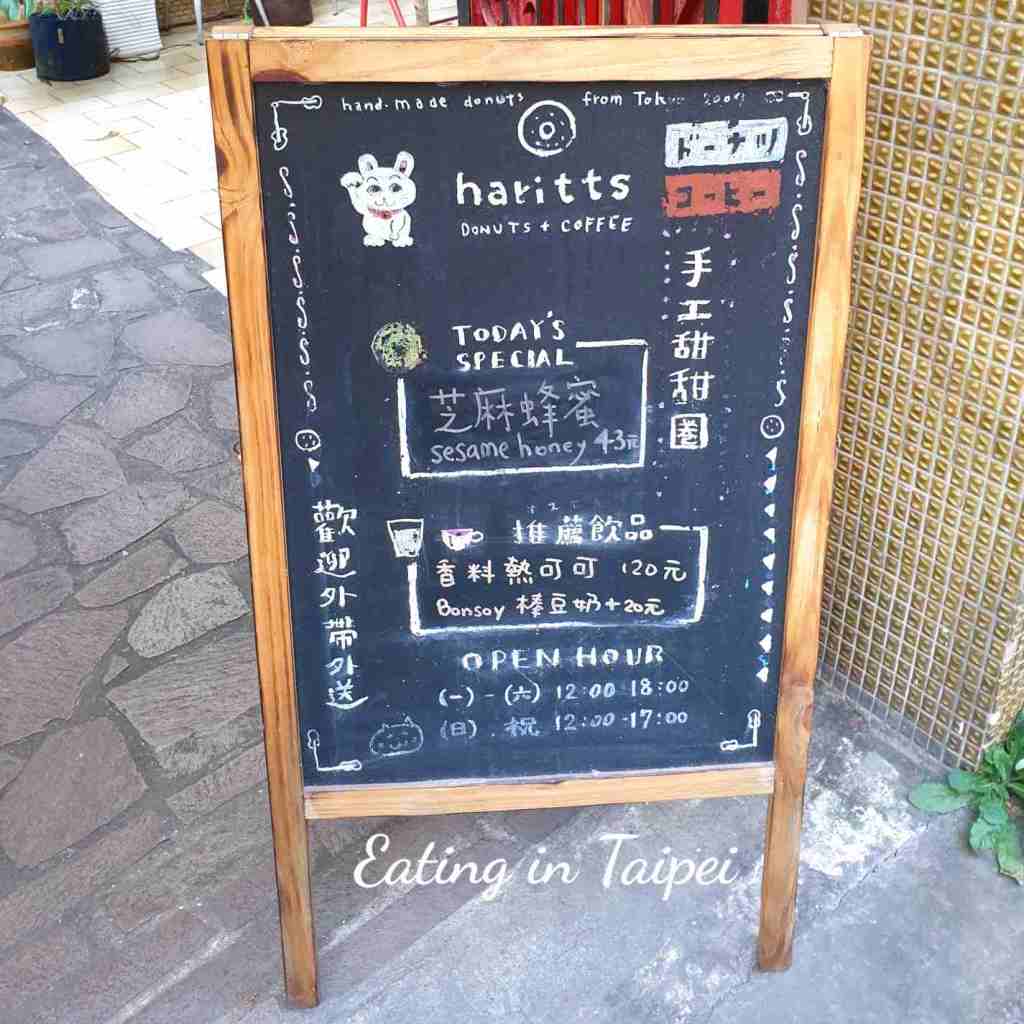 hand.made donuts from Tokyo 2004
ドーナツ
コーヒー
haritts
DONUTS + COFFEE
手工甜甜圈
TODAY'S
SPECIAL
芝麻蜂蜜
sesame honey 43元
歡迎外帶外送
推薦飲品
香料熱可可 120元
Bonsoy 榛豆奶+20元
OPEN HOUR
(一)-(六) 12:00 18:00
(日).祝 12:00-17:00
Eating in Taipei